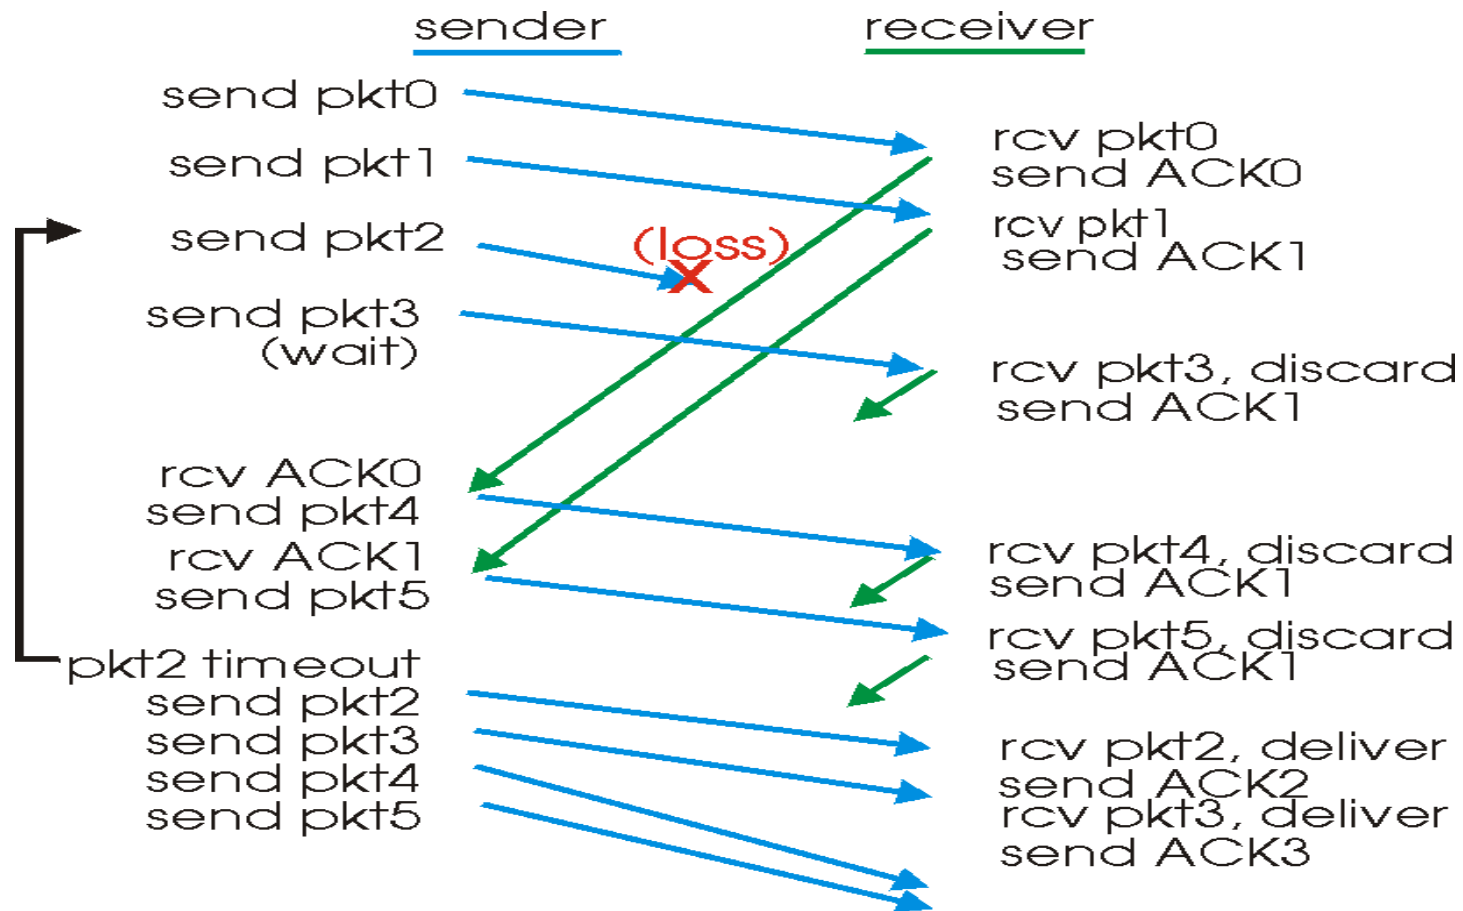 sender
receiver
send pkt0
send pkt1
send pkt2
(loss)
X
send pkt3
(wait)
rcv ACK0
send pkt4
rcv ACK1
send pkt5
pkt2 timeout
send pkt2
send pkt3
send pkt4
send pkt5
rcv pkt0
send ACK0
rcv pkt1
send ACK1
rcv pkt3, discard
send ACK1
rcv pkt4, discard
send ACK1
rcv pkt5, discard
send ACK1
rcv pkt2, deliver
send ACK2
rcv pkt3, deliver
send ACK3